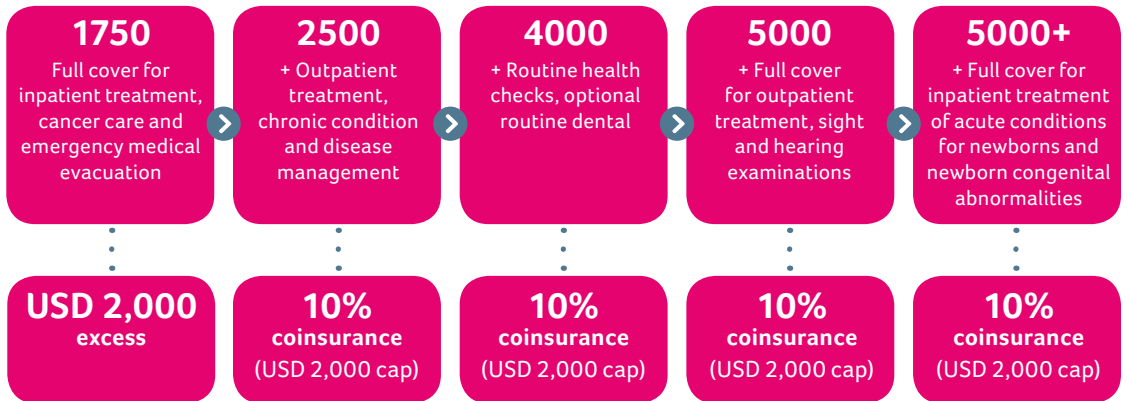 1750
Full cover for
inpatient treatment,
cancer care and
emergency medical
evacuation
2500
+ Outpatient
treatment,
chronic condition
and disease
management
4000
+ Routine health
checks, optional
routine dental
5000
+ Full cover
for outpatient
treatment, sight
and hearing
examinations
5000+
+ Full cover for
inpatient treatment
of acute conditions
for newborns and
newborn congenital
abnormalities
USD 2,000
excess
10%
coinsurance
(USD 2,000 cap)
10%
coinsurance
(USD 2,000 cap)
10%
coinsurance
(USD 2,000 cap)
10%
coinsurance
(USD 2,000 cap)